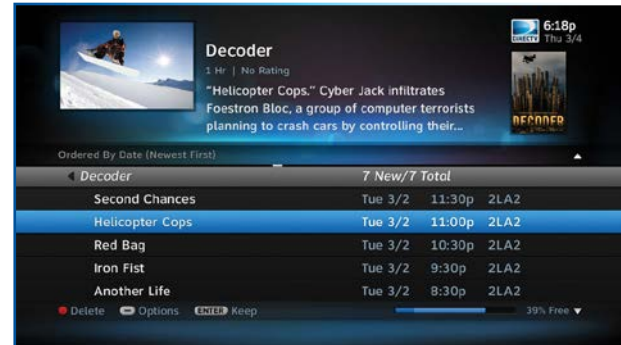 Decoder
1 Hr | No Rating
"Helicopter Cops." Cyber Jack infiltrates
Foestron Bloc, a group of computer terrorists
planning to crash cars by controlling their...
DIRECTV
6:18p
Thu 3/4
DECODER
Ordered By Date (Newest First)
Decoder 7 New/7 Total
Second Chances Tue 3/2 11:30p 2LA2
Helicopter Cops Tue 3/2 11:00p 2LA2
Red Bag Tue 3/2 10:30p 2LA2
Iron Fist Tue 3/2 9:30p 2LA2
Another Life Tue 3/2 8:30p 2LA2
Delete Options ENTER Keep 39% Free